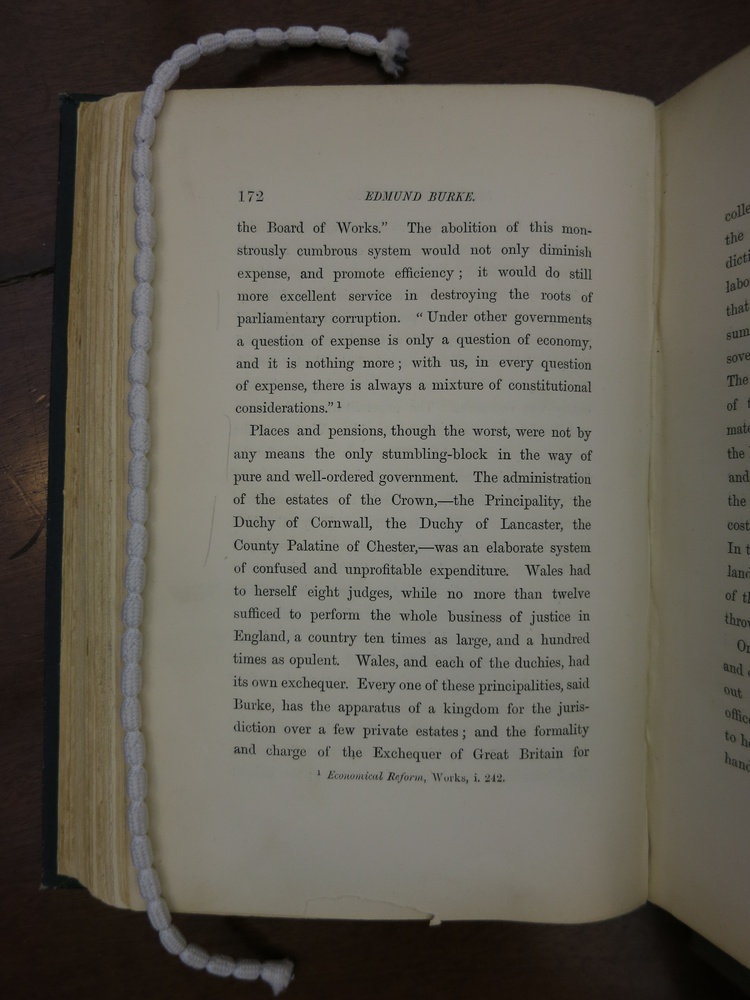 172 EDMUND BURKE.
the Board of Works." The abolition of this mon-
strously cumbrous system would not only diminish
expense, and promote efficiency; it would do still
more excellent service in destroying the roots of
parliamentary corruption. "Under other governments
a question of expense is only a question of economy,
and it is nothing more; with us, in every question
of expense, there is always a mixture of constitutional
considerations."¹
Places and pensions, though the worst, were not by
any means the only stumbling-block in the way of
pure and well-ordered government. The administration
of the estates of the Crown,—the Principality, the
Duchy of Cornwall, the Duchy of Lancaster, the
County Palatine of Chester,—was an elaborate system
of confused and unprofitable expenditure. Wales had
to herself eight judges, while no more than twelve
sufficed to perform the whole business of justice in
England, a country ten times as large, and a hundred
times as opulent. Wales, and each of the duchies, had
its own exchequer. Every one of these principalities, said
Burke, has the apparatus of a kingdom for the juris-
diction over a few private estates; and the formality
and charge of the Exchequer of Great Britain for
¹ Economical Reform, Works, i. 242.
colle
the
dicti
labo
that
sum
sove
The
of t
mate
the
and
the
cost
In t
land
of th
throw
Or
and
out
offic
to h
hand